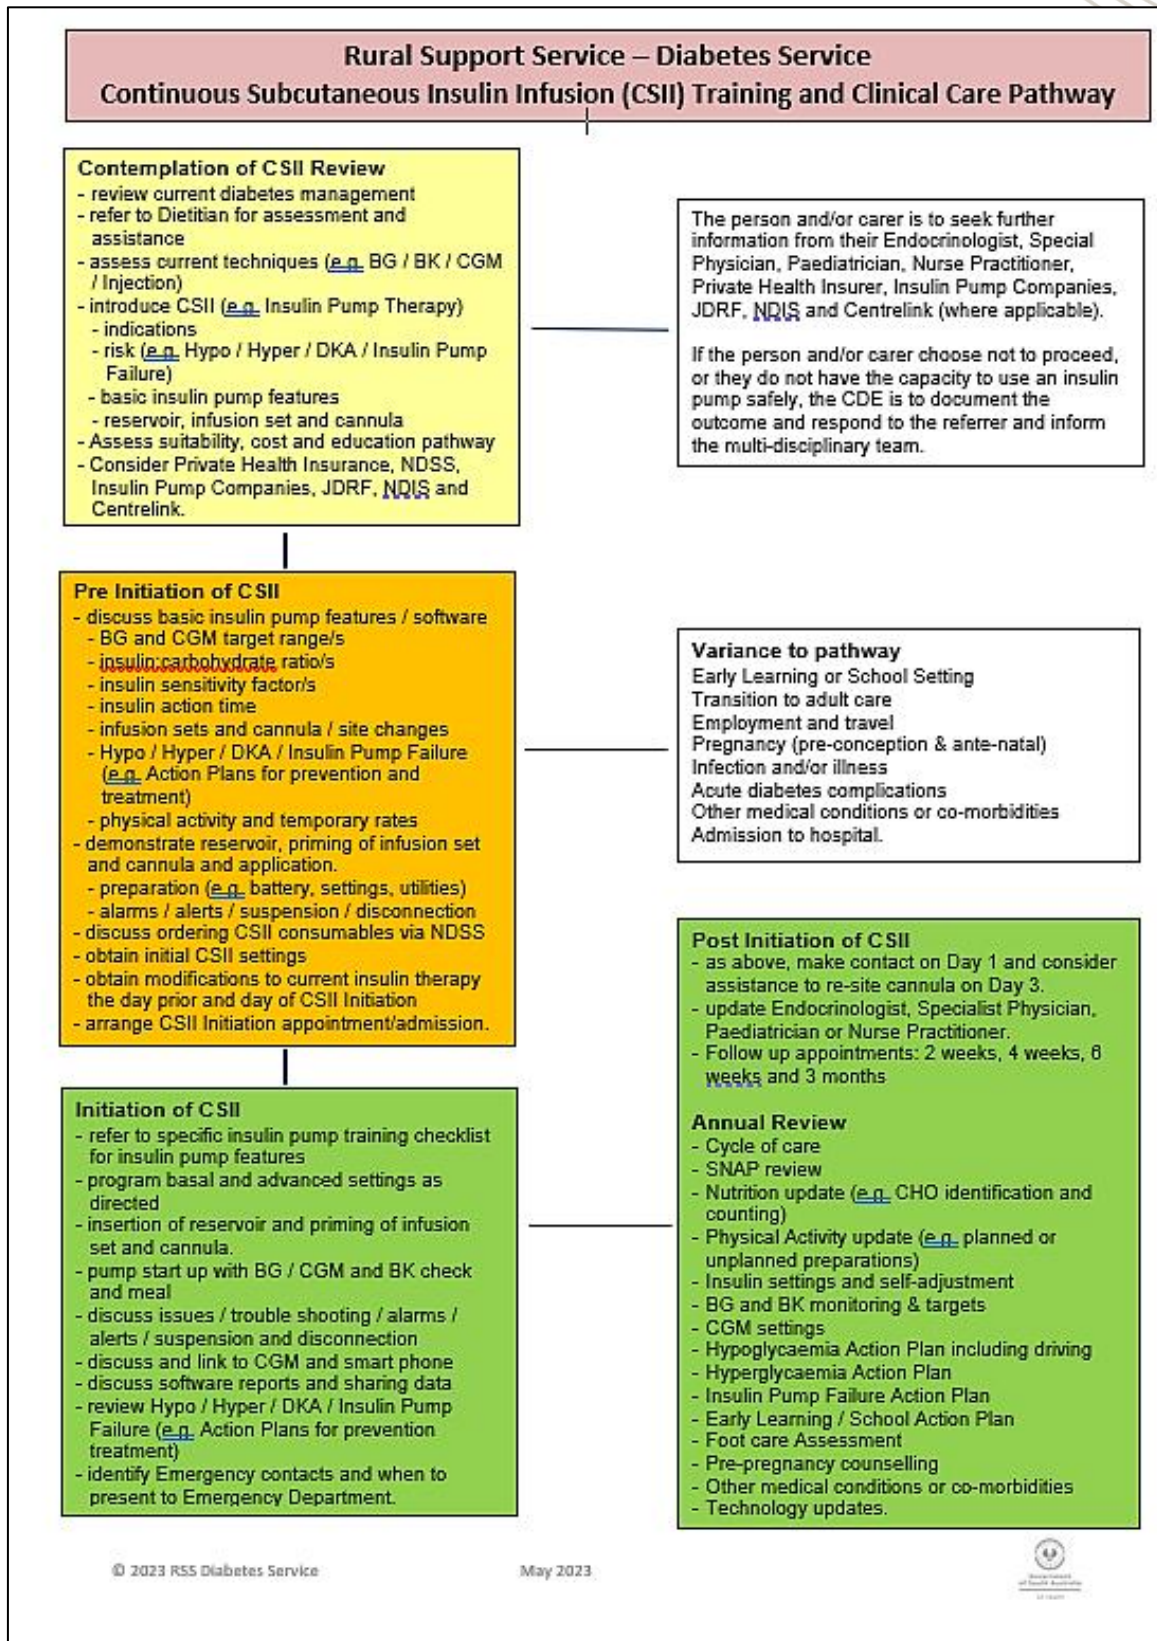 Rural Support Service – Diabetes Service
Continuous Subcutaneous Insulin Infusion (CSII) Training and Clinical Care Pathway
Contemplation of CSII Review
- review current diabetes management
- refer to Dietitian for assessment and
assistance
- assess current techniques (e.g. BG / BK / CGM
/ Injection)
- introduce CSII (e.g. Insulin Pump Therapy)
- indications
- risk (e.g. Hypo / Hyper / DKA / Insulin Pump
Failure)
- basic insulin pump features
- reservoir, infusion set and cannula
- Assess suitability, cost and education pathway
- Consider Private Health Insurance, NDSS,
Insulin Pump Companies, JDRF, NDIS and
Centrelink.
The person and/or carer is to seek further
information from their Endocrinologist, Special
Physician, Paediatrician, Nurse Practitioner,
Private Health Insurer, Insulin Pump Companies,
JDRF, NDIS and Centrelink (where applicable).
If the person and/or carer choose not to proceed,
or they do not have the capacity to use an insulin
pump safely, the CDE is to document the
outcome and respond to the referrer and inform
the multi-disciplinary team.
Pre Initiation of CSII
- discuss basic insulin pump features / software
- BG and CGM target range/s
- insulin:carbohydrate ratio/s
- insulin sensitivity factor/s
- insulin action time
- infusion sets and cannula / site changes
- Hypo / Hyper / DKA / Insulin Pump Failure
(e.g. Action Plans for prevention and
treatment)
- physical activity and temporary rates
- demonstrate reservoir, priming of infusion set
and cannula and application.
- preparation (e.g. battery, settings, utilities)
- alarms / alerts / suspension / disconnection
- discuss ordering CSII consumables via NDSS
- obtain initial CSII settings
- obtain modifications to current insulin therapy
the day prior and day of CSII Initiation
- arrange CSII Initiation appointment/admission.
Variance to pathway
Early Learning or School Setting
Transition to adult care
Employment and travel
Pregnancy (pre-conception & ante-natal)
Infection and/or illness
Acute diabetes complications
Other medical conditions or co-morbidities
Admission to hospital.
Initiation of CSII
- refer to specific insulin pump training checklist
for insulin pump features
- program basal and advanced settings as
directed
- insertion of reservoir and priming of infusion
set and cannula.
- pump start up with BG / CGM and BK check
and meal
- discuss issues / trouble shooting / alarms /
alerts / suspension and disconnection
- discuss and link to CGM and smart phone
- discuss software reports and sharing data
- review Hypo / Hyper / DKA / Insulin Pump
Failure (e.g. Action Plans for prevention
treatment)
- identify Emergency contacts and when to
present to Emergency Department.
Post Initiation of CSII
- as above, make contact on Day 1 and consider
assistance to re-site cannula on Day 3.
- update Endocrinologist, Specialist Physician,
Paediatrician or Nurse Practitioner.
- Follow up appointments: 2 weeks, 4 weeks, 6
weeks and 3 months
Annual Review
- Cycle of care
- SNAP review
- Nutrition update (e.g. CHO identification and
counting)
- Physical Activity update (e.g. planned or
unplanned preparations)
- Insulin settings and self-adjustment
- BG and BK monitoring & targets
- CGM settings
- Hypoglycaemia Action Plan including driving
- Hyperglycaemia Action Plan
- Insulin Pump Failure Action Plan
- Early Learning / School Action Plan
- Foot care Assessment
- Pre-pregnancy counselling
- Other medical conditions or co-morbidities
- Technology updates.
© 2023 RSS Diabetes Service
May 2023
Government
of South Australia